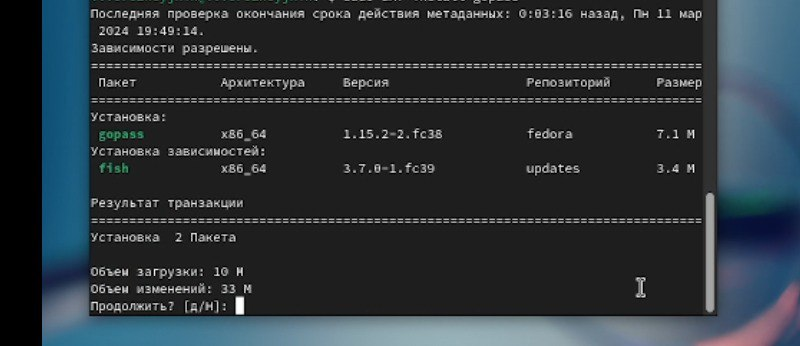 Последняя проверка окончания срока действия метаданных: 0:03:16 назад, Пн 11 мар
2024 19:49:14.
Зависимости разрешены.
================================================================================
Пакет Архитектура Версия Репозиторий Размер
================================================================================
Установка:
gopass x86_64 1.15.2-2.fc38 fedora 7.1 M
Установка зависимостей:
fish x86_64 3.7.0-1.fc39 updates 3.4 M
Результат транзакции
================================================================================
Установка 2 Пакета
Объем загрузки: 10 M
Объем изменений: 33 M
Продолжить? [д/Н]: